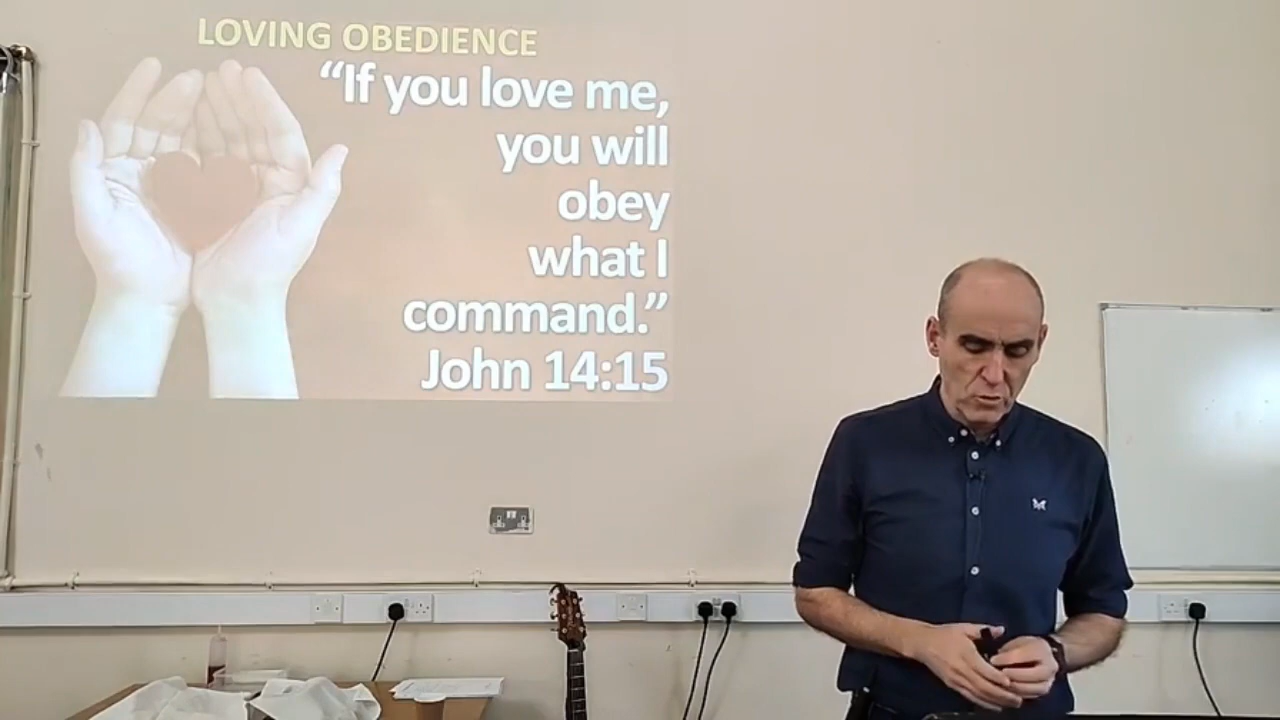 LOVING OBEDIENCE
“If you love me,
you will
obey
what I
command.”
John 14:15